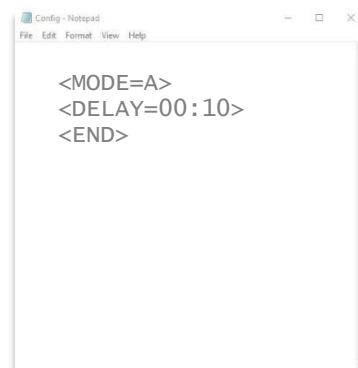 Config - Notepad
File Edit Format View Help
<MODE=A>
<DELAY=00:10>
<END>